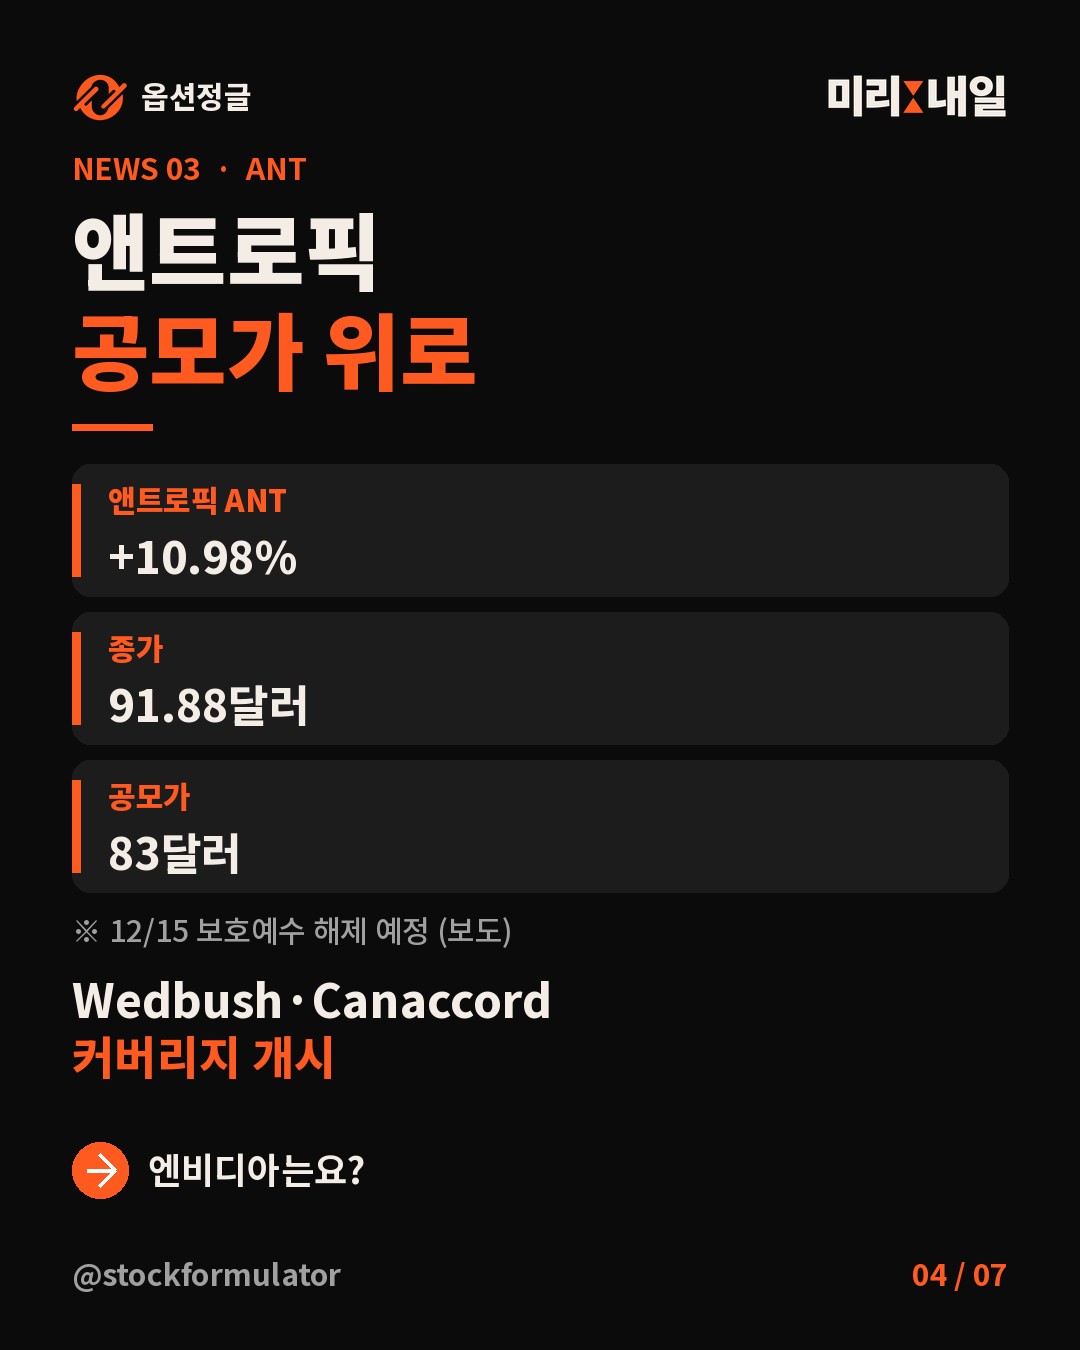 옵션정글
미리내일
NEWS 03 · ANT
앤트로픽
공모가 위로
앤트로픽 ANT
+10.98%
종가
91.88달러
공모가
83달러
※ 12/15 보호예수 해제 예정 (보도)
Wedbush·Canaccord
커버리지 개시
엔비디아는요?
@stockformulator
04 / 07